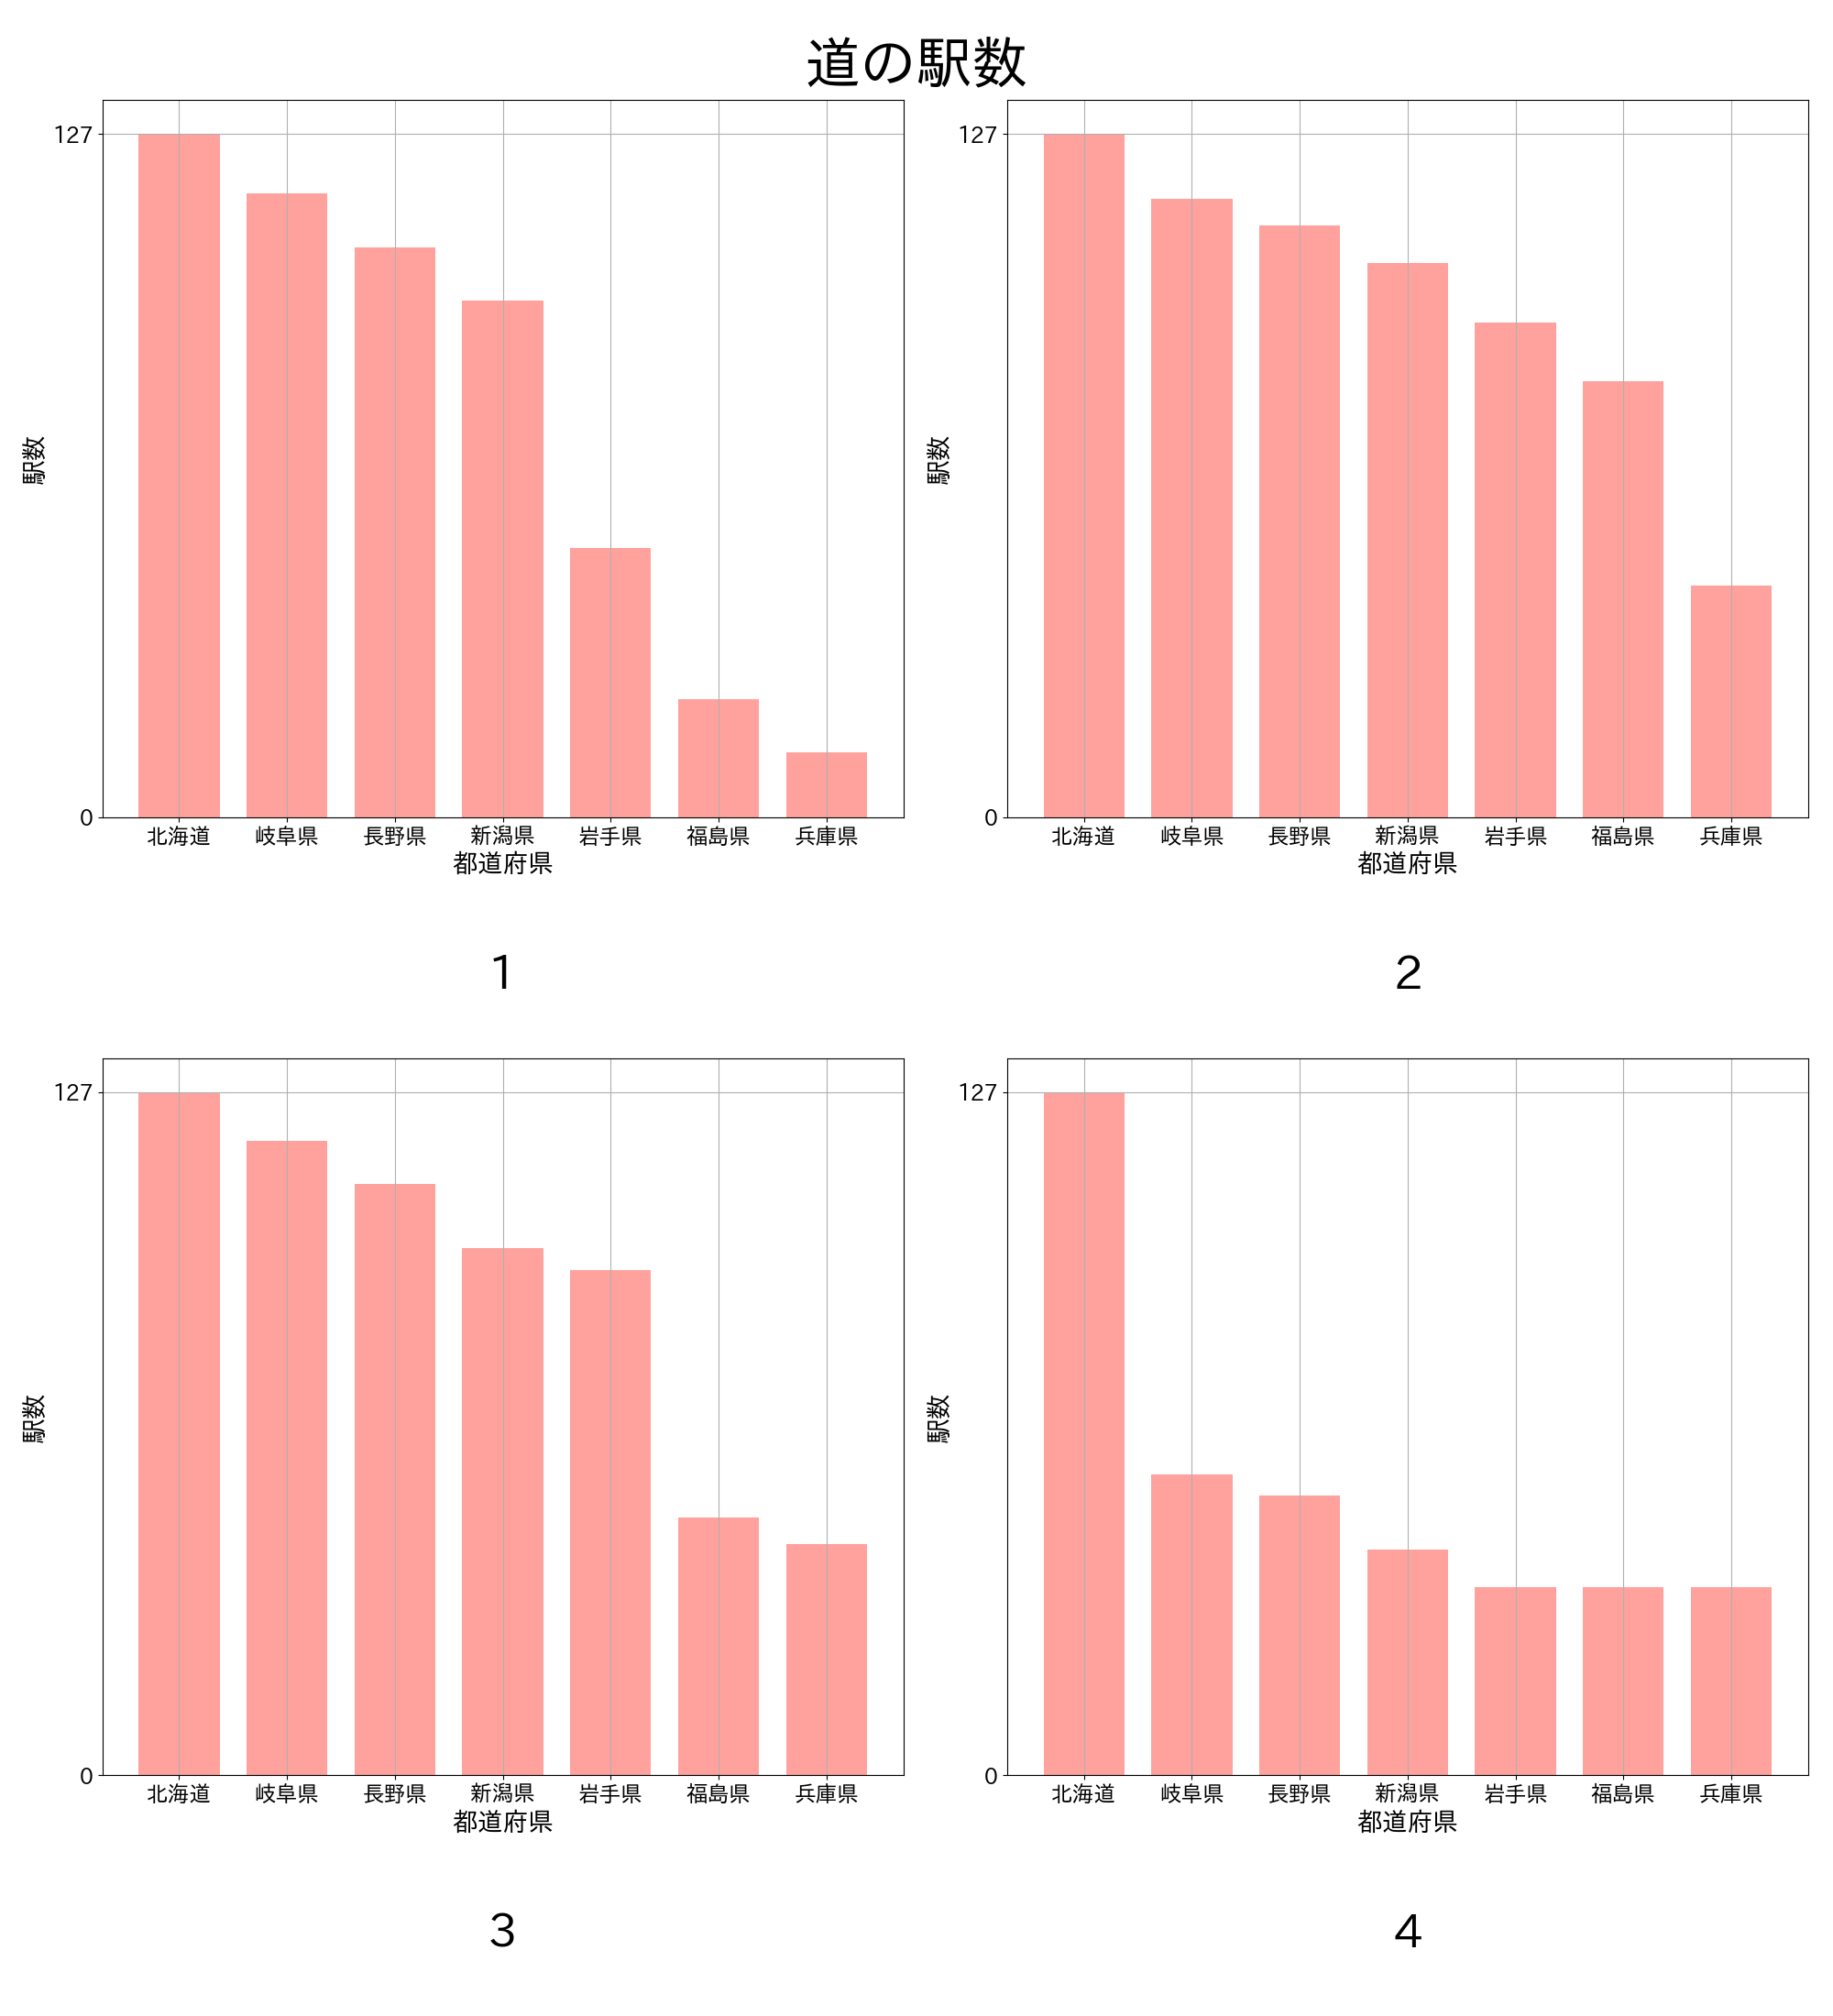 道の駅数
127
0
駅数
北海道 岐阜県 長野県 新潟県 岩手県 福島県 兵庫県
都道府県
1
127
0
駅数
北海道 岐阜県 長野県 新潟県 岩手県 福島県 兵庫県
都道府県
2
127
0
駅数
北海道 岐阜県 長野県 新潟県 岩手県 福島県 兵庫県
都道府県
3
127
0
駅数
北海道 岐阜県 長野県 新潟県 岩手県 福島県 兵庫県
都道府県
4